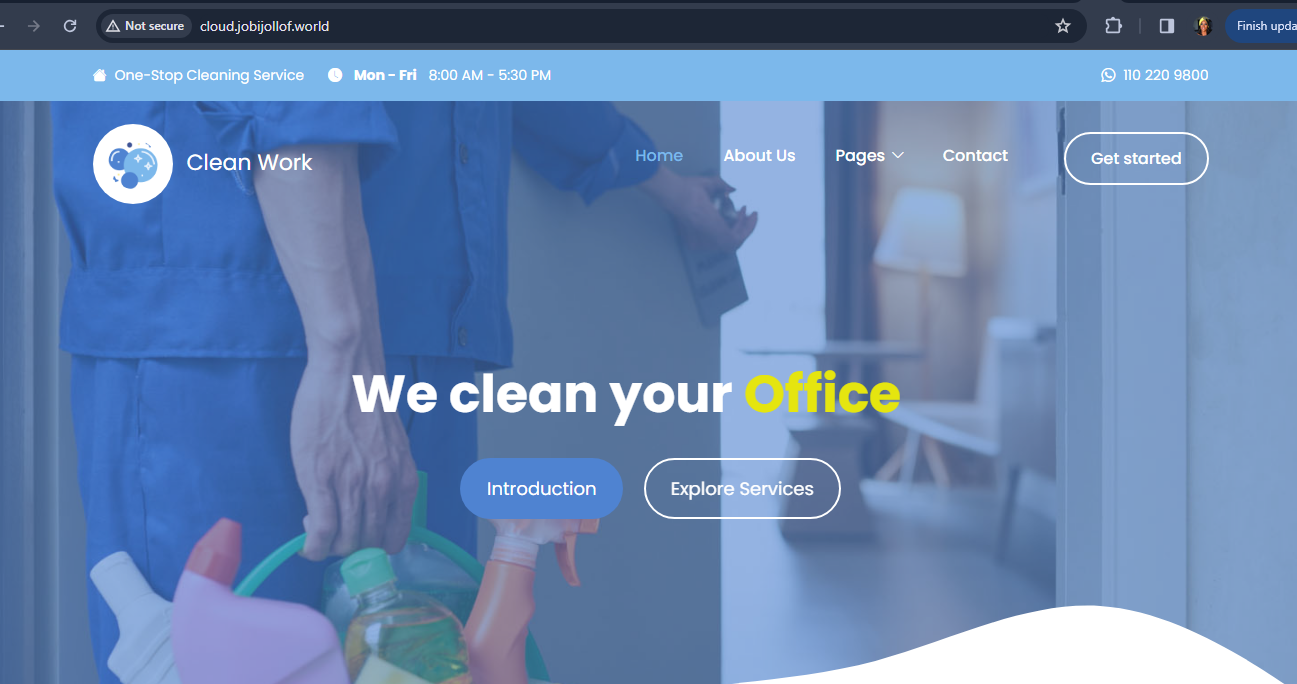 Not secure cloud.jobijollof.world Finish upda
One-Stop Cleaning Service Mon - Fri 8:00 AM - 5:30 PM 110 220 9800
Clean Work Home About Us Pages Contact Get started
We clean your Office
Introduction Explore Services